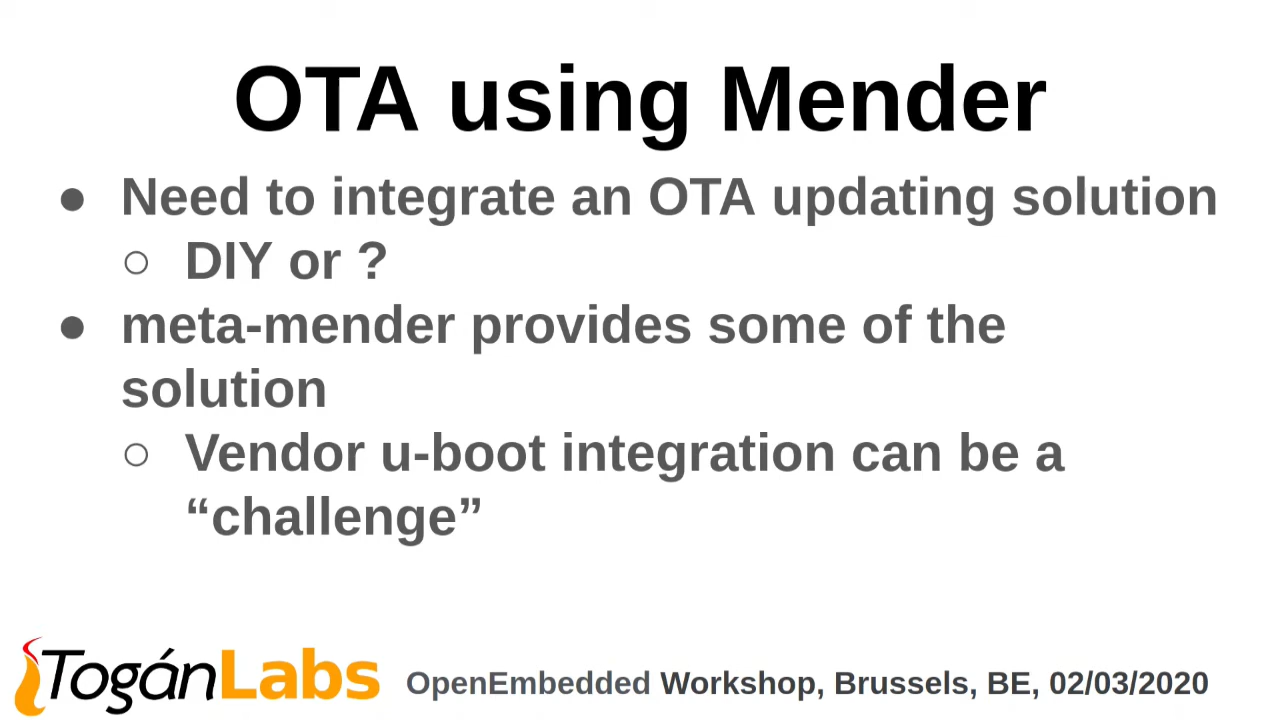 OTA using Mender
● Need to integrate an OTA updating solution
○ DIY or ?
● meta-mender provides some of the
solution
○ Vendor u-boot integration can be a
“challenge”
TogánLabs
OpenEmbedded Workshop, Brussels, BE, 02/03/2020